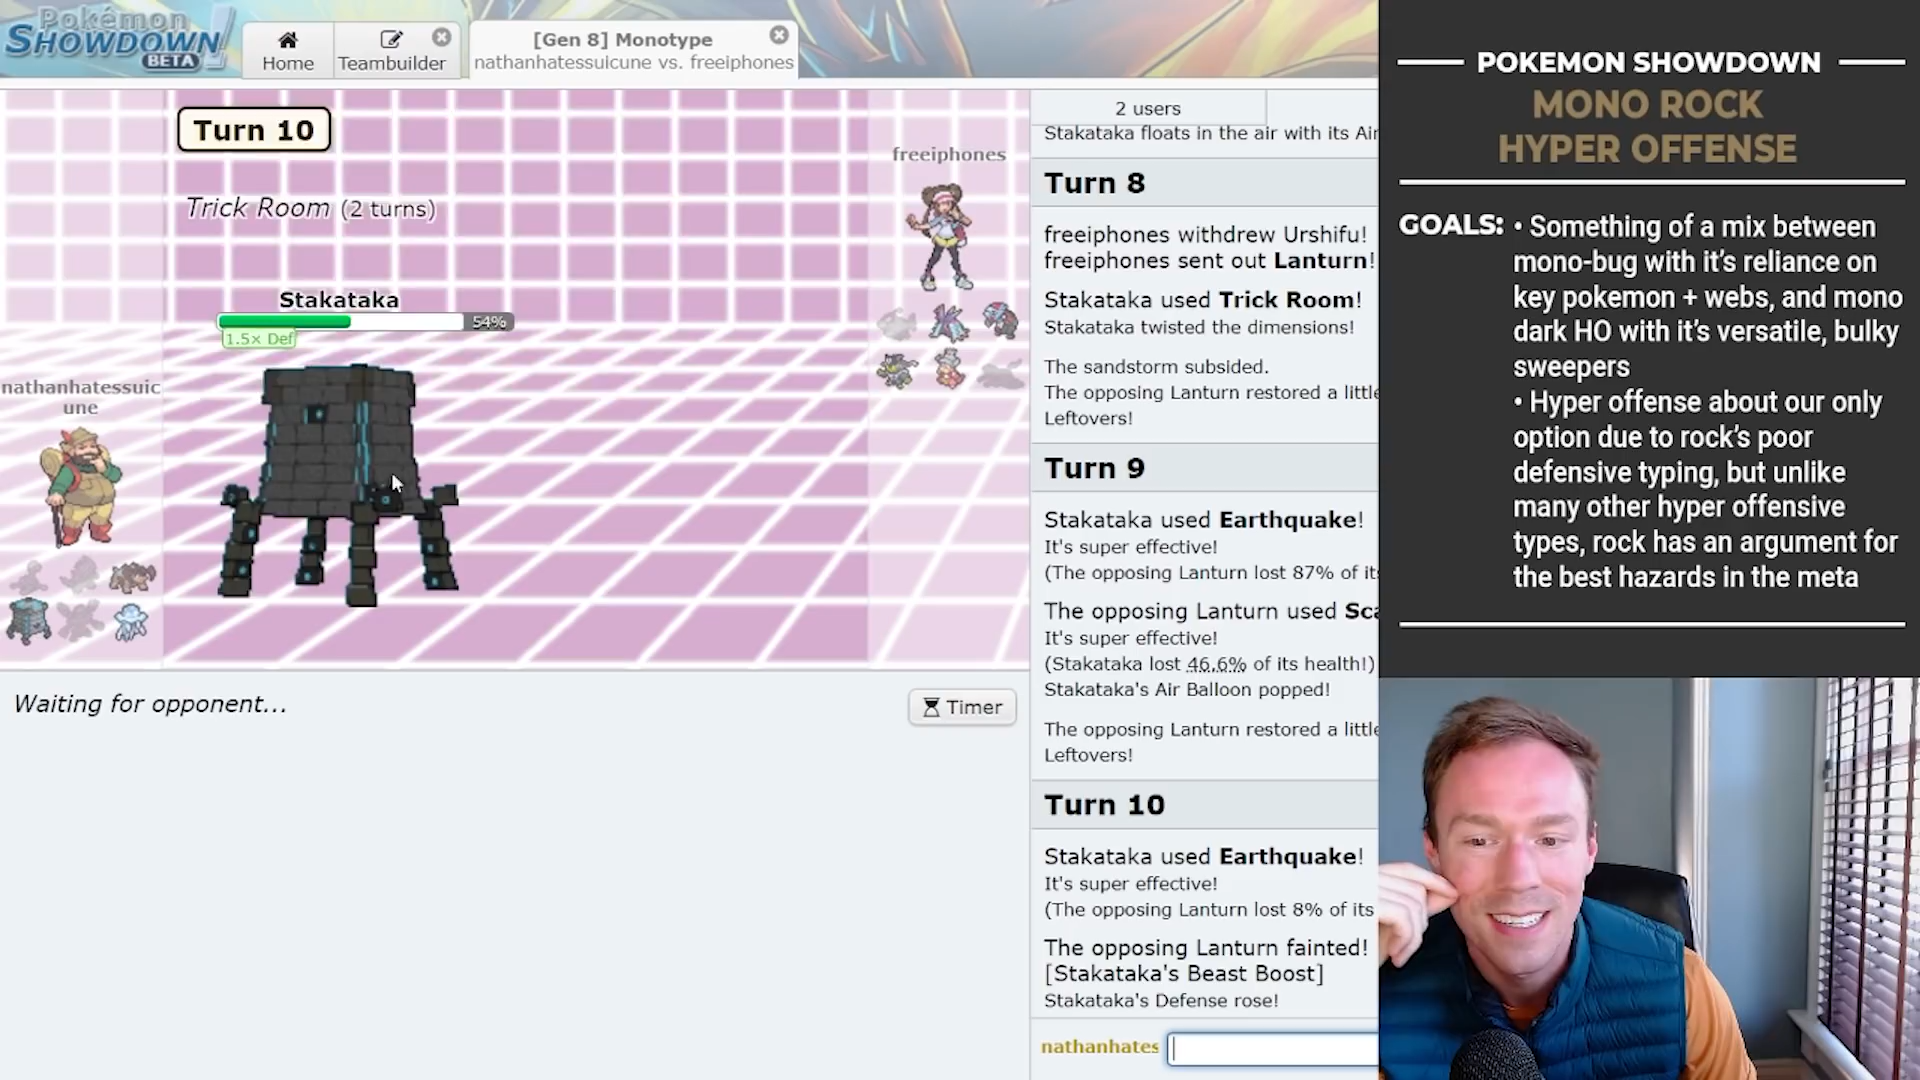 Pokémon
SHOWDOWN!
BETA
Home
Teambuilder
[Gen 8] Monotype
nathanhatessuicune vs. freeiphones
Turn 10
Trick Room (2 turns)
Stakataka
54%
1.5× Def
nathanhatessuic
une
freeiphones
Waiting for opponent...
Timer
2 users
Stakataka floats in the air with its Air
Turn 8
freeiphones withdrew Urshifu!
freeiphones sent out Lanturn!
Stakataka used Trick Room!
Stakataka twisted the dimensions!
The sandstorm subsided.
The opposing Lanturn restored a little
Leftovers!
Turn 9
Stakataka used Earthquake!
It's super effective!
(The opposing Lanturn lost 87% of its
The opposing Lanturn used Sca
It's super effective!
(Stakataka lost 46.6% of its health!)
Stakataka's Air Balloon popped!
The opposing Lanturn restored a little
Leftovers!
Turn 10
Stakataka used Earthquake!
It's super effective!
(The opposing Lanturn lost 8% of its
The opposing Lanturn fainted!
[Stakataka's Beast Boost]
Stakataka's Defense rose!
nathanhates
POKEMON SHOWDOWN
MONO ROCK
HYPER OFFENSE
GOALS: • Something of a mix between
mono-bug with it's reliance on
key pokemon + webs, and mono
dark HO with it's versatile, bulky
sweepers
• Hyper offense about our only
option due to rock's poor
defensive typing, but unlike
many other hyper offensive
types, rock has an argument for
the best hazards in the meta